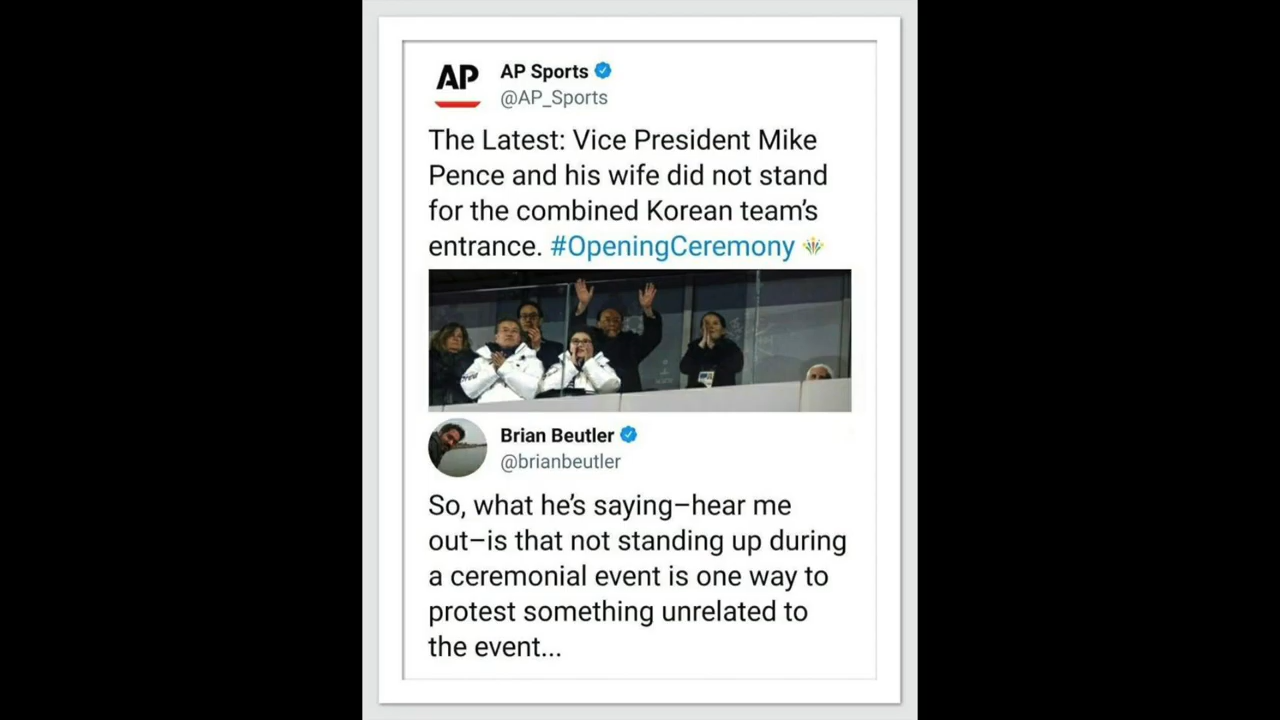 AP
AP Sports
@AP_Sports
The Latest: Vice President Mike
Pence and his wife did not stand
for the combined Korean team's
entrance. #OpeningCeremony
Brian Beutler
@brianbeutler
So, what he's saying–hear me
out–is that not standing up during
a ceremonial event is one way to
protest something unrelated to
the event...